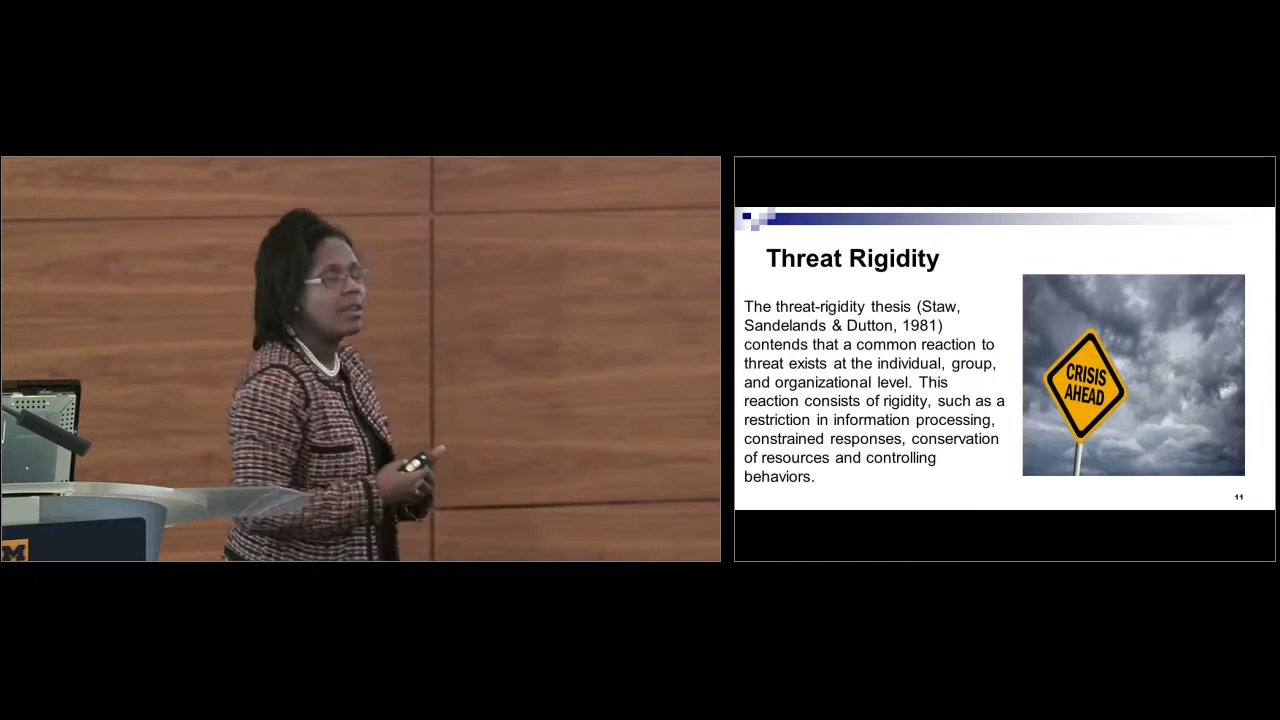 M
Threat Rigidity
The threat-rigidity thesis (Staw,
Sandelands & Dutton, 1981)
contends that a common reaction to
threat exists at the individual, group,
and organizational level. This
reaction consists of rigidity, such as a
restriction in information processing,
constrained responses, conservation
of resources and controlling
behaviors.
CRISIS
AHEAD
11